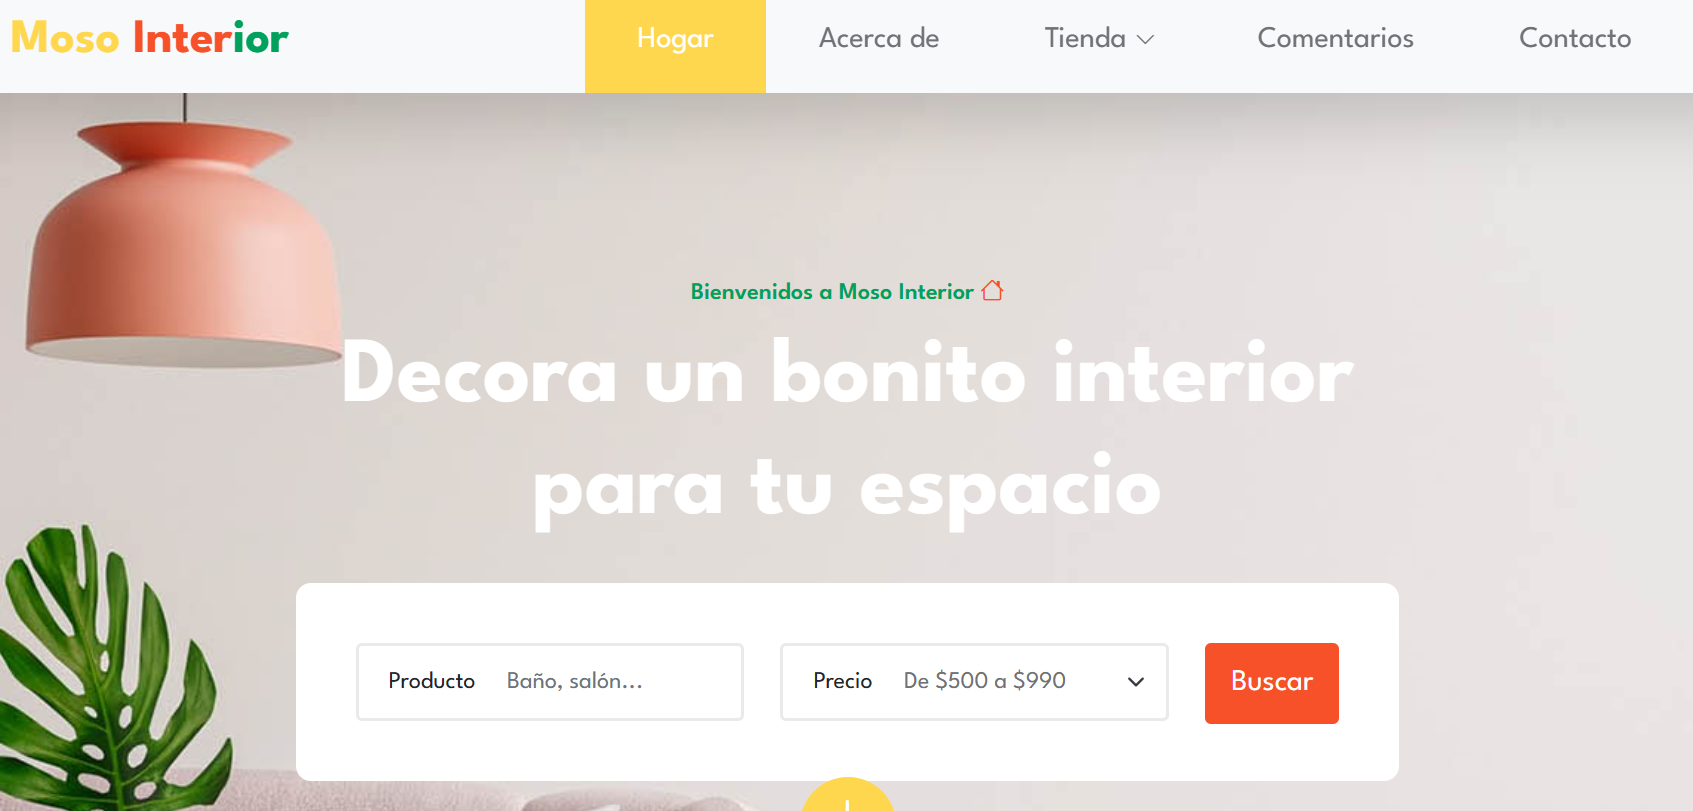 Moso Interior
Hogar
Acerca de
Tienda
Comentarios
Contacto
Bienvenidos a Moso Interior
Decora un bonito interior
para tu espacio
Producto Baño, salón...
Precio De $500 a $990
Buscar